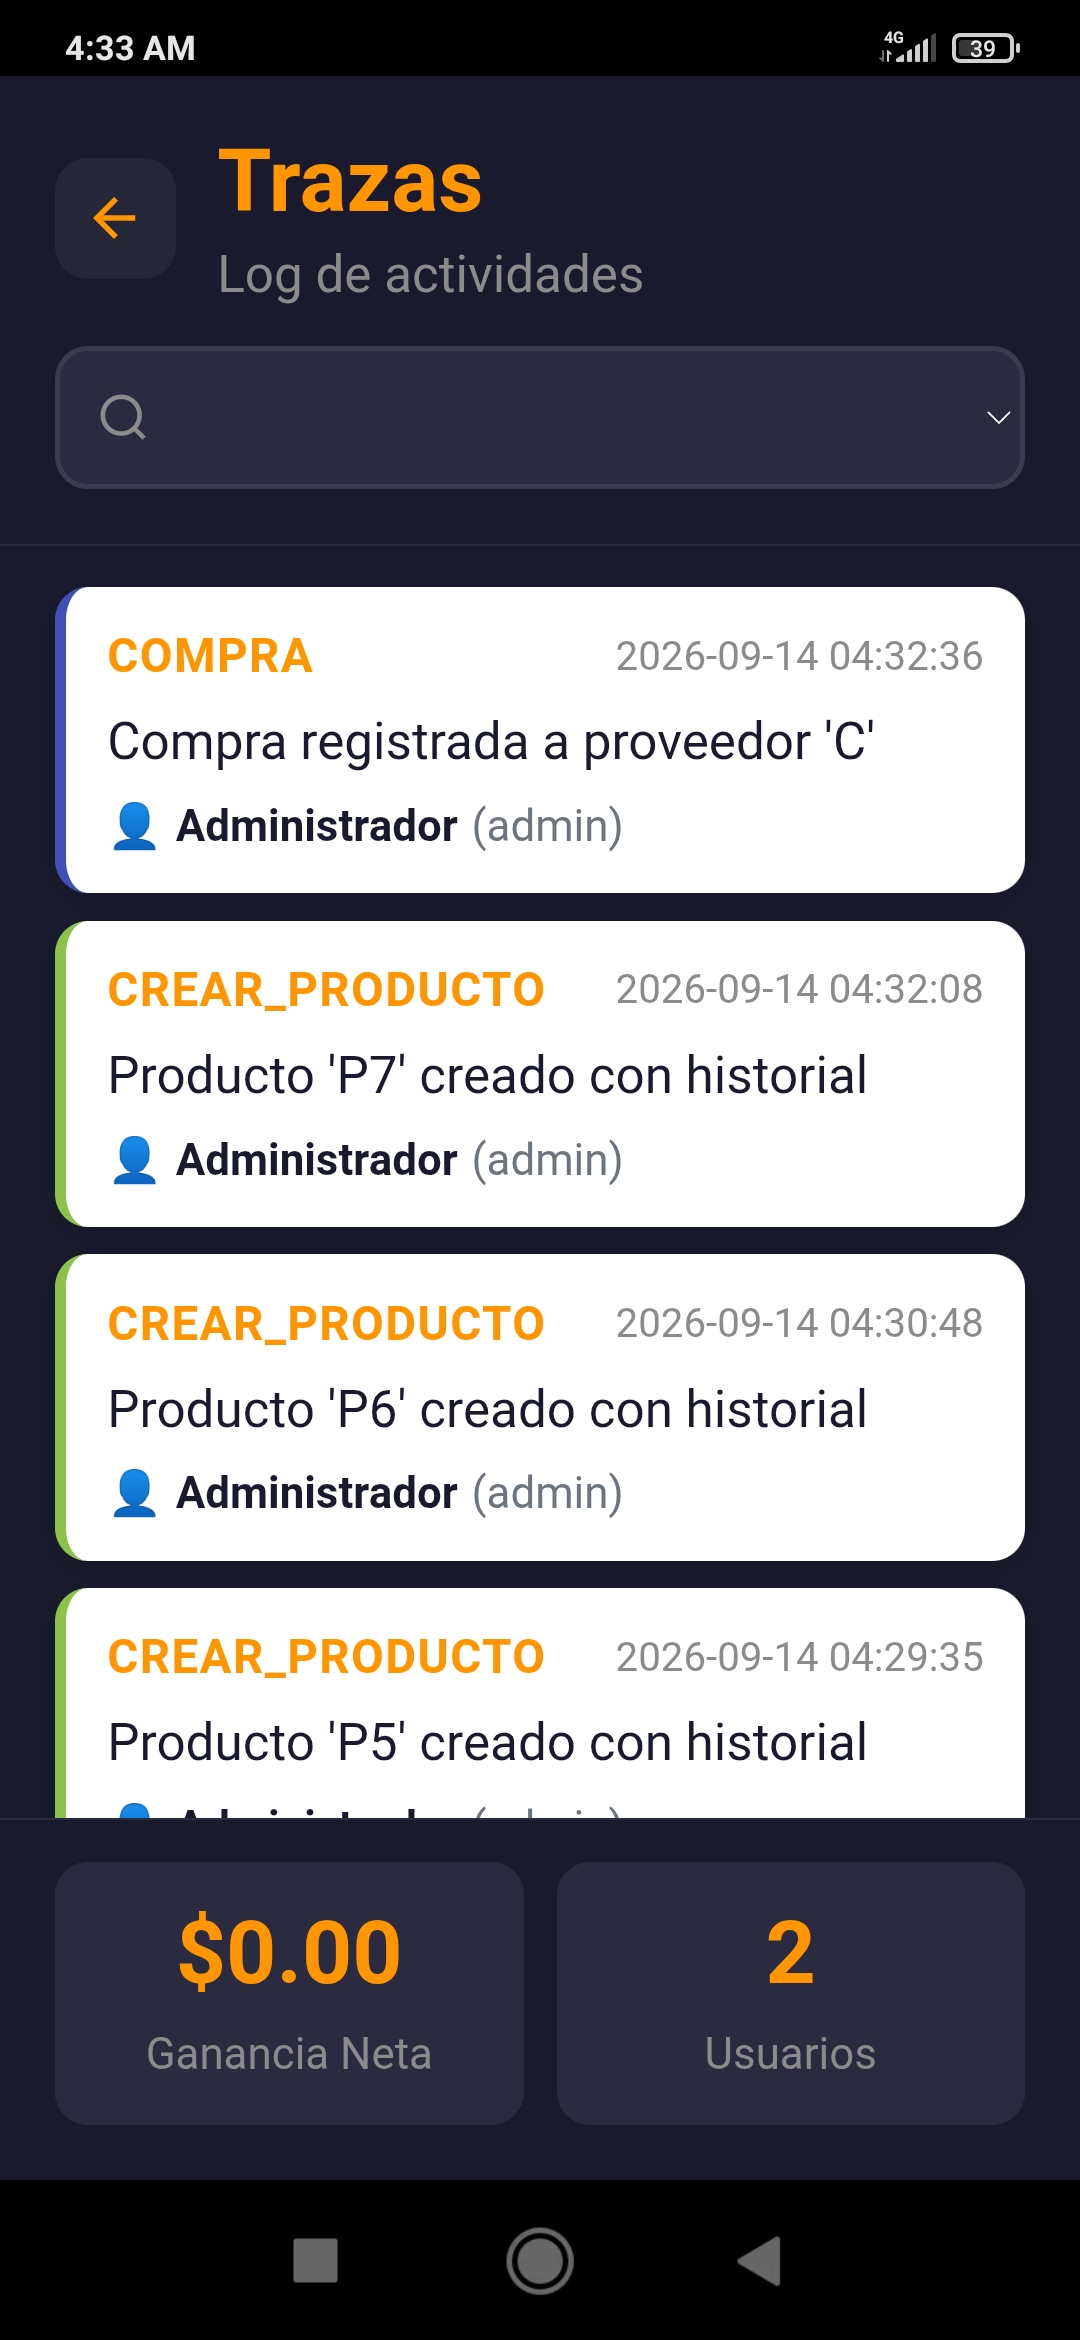 4:33 AM
4G
39
Trazas
Log de actividades
COMPRA 2026-09-14 04:32:36
Compra registrada a proveedor 'C'
Administrador (admin)
CREAR_PRODUCTO 2026-09-14 04:32:08
Producto 'P7' creado con historial
Administrador (admin)
CREAR_PRODUCTO 2026-09-14 04:30:48
Producto 'P6' creado con historial
Administrador (admin)
CREAR_PRODUCTO 2026-09-14 04:29:35
Producto 'P5' creado con historial
$0.00
Ganancia Neta
2
Usuarios